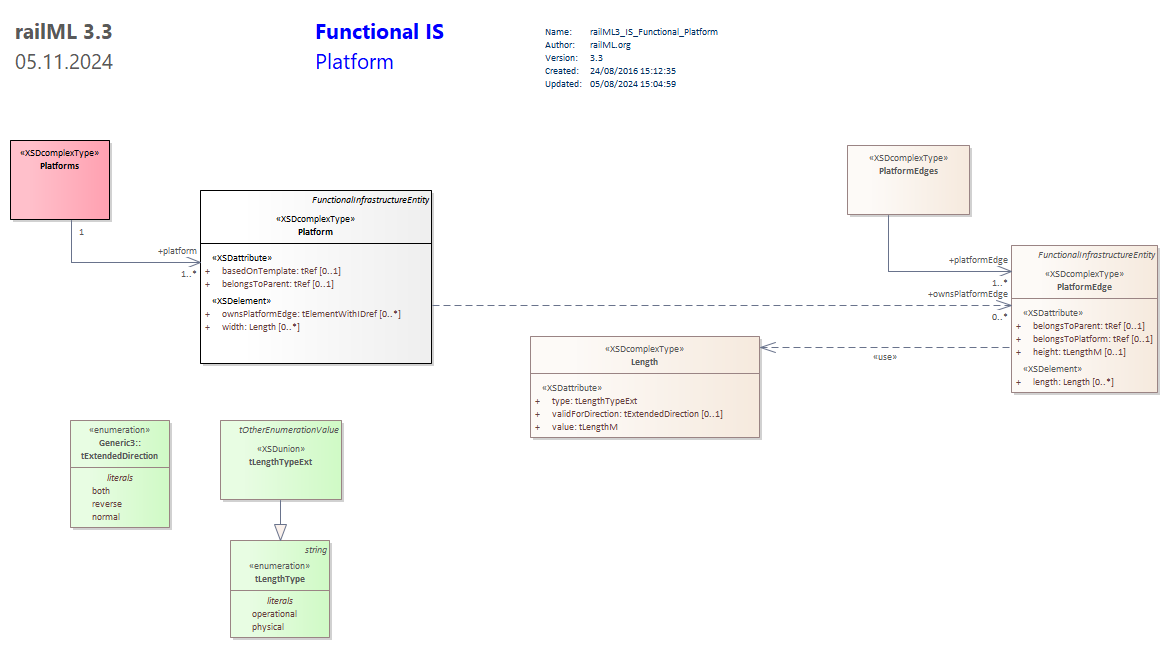 railML 3.3
05.11.2024
Functional IS
Platform
Name: railML3_IS_Functional_Platform
Author: railML.org
Version: 3.3
Created: 24/08/2016 15:12:35
Updated: 05/08/2024 15:04:59
«XSDcomplexType»
Platforms
1
+platform
1..*
FunctionalInfrastructureEntity
«XSDcomplexType»
Platform
«XSDattribute»
+ basedOnTemplate: tRef [0..1]
+ belongsToParent: tRef [0..1]
«XSDelement»
+ ownsPlatformEdge: tElementWithIDref [0..*]
+ width: Length [0..*]
«XSDcomplexType»
PlatformEdges
+platformEdge
1..*
+ownsPlatformEdge
0..*
FunctionalInfrastructureEntity
«XSDcomplexType»
PlatformEdge
«XSDattribute»
+ belongsToParent: tRef [0..1]
+ belongsToPlatform: tRef [0..1]
+ height: tLengthM [0..1]
«XSDelement»
+ length: Length [0..*]
«use»
«XSDcomplexType»
Length
«XSDattribute»
+ type: tLengthTypeExt
+ validForDirection: tExtendedDirection [0..1]
+ value: tLengthM
«enumeration»
Generic3::
tExtendedDirection
literals
both
reverse
normal
tOtherEnumerationValue
«XSDunion»
tLengthTypeExt
string
«enumeration»
tLengthType
literals
operational
physical